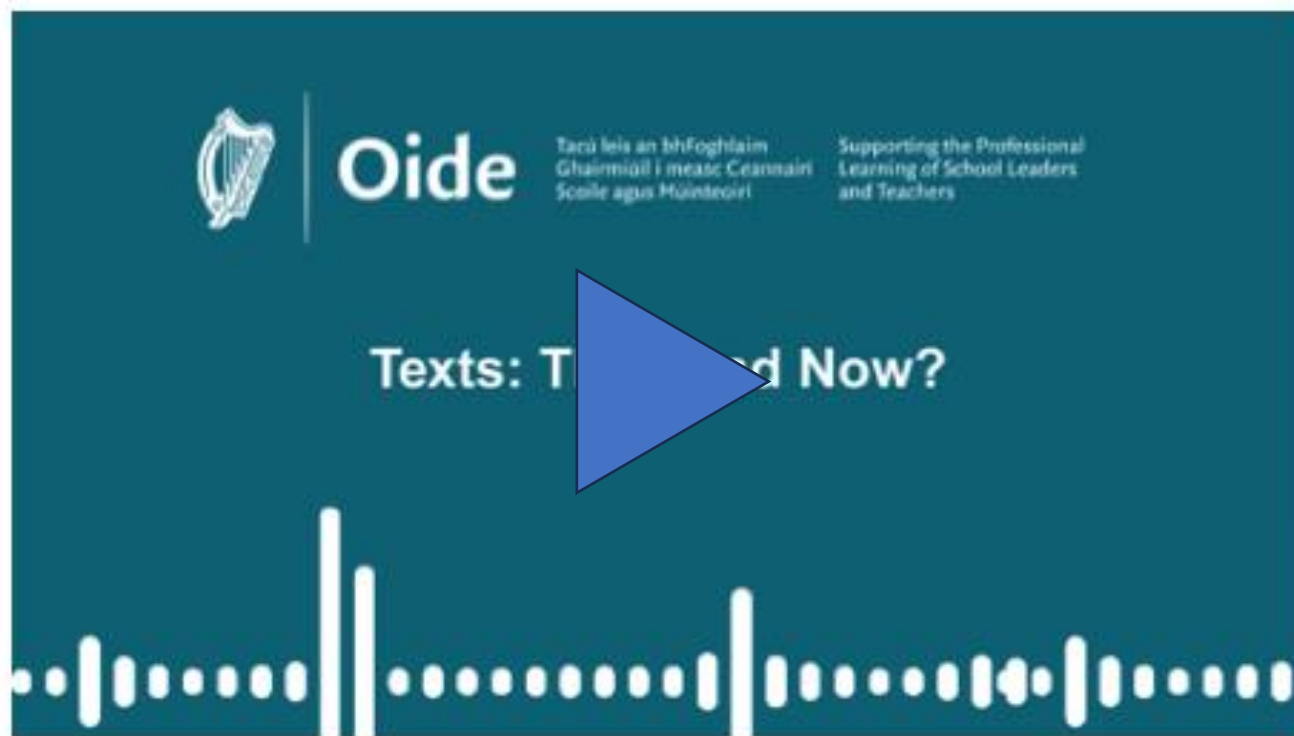 Oide
Tacú leis an bhFoghlaim
Ghairmiúil i measc Ceannairí
Scoile agus Múinteoirí
Supporting the Professional
Learning of School Leaders
and Teachers
Texts: Now?